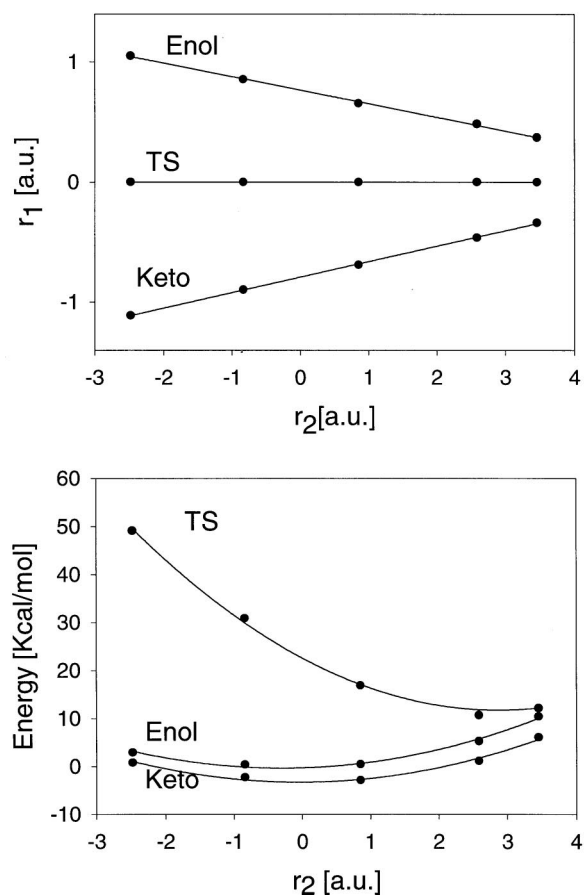 r1 [a.u.]
1
0
-1
Enol
TS
Keto
-3 -2 -1 0 1 2 3 4
r2[a.u.]
Energy [Kcal/mol]
60
50
40
30
20
10
0
-10
TS
Enol
Keto
-3 -2 -1 0 1 2 3 4
r2 [a.u.]